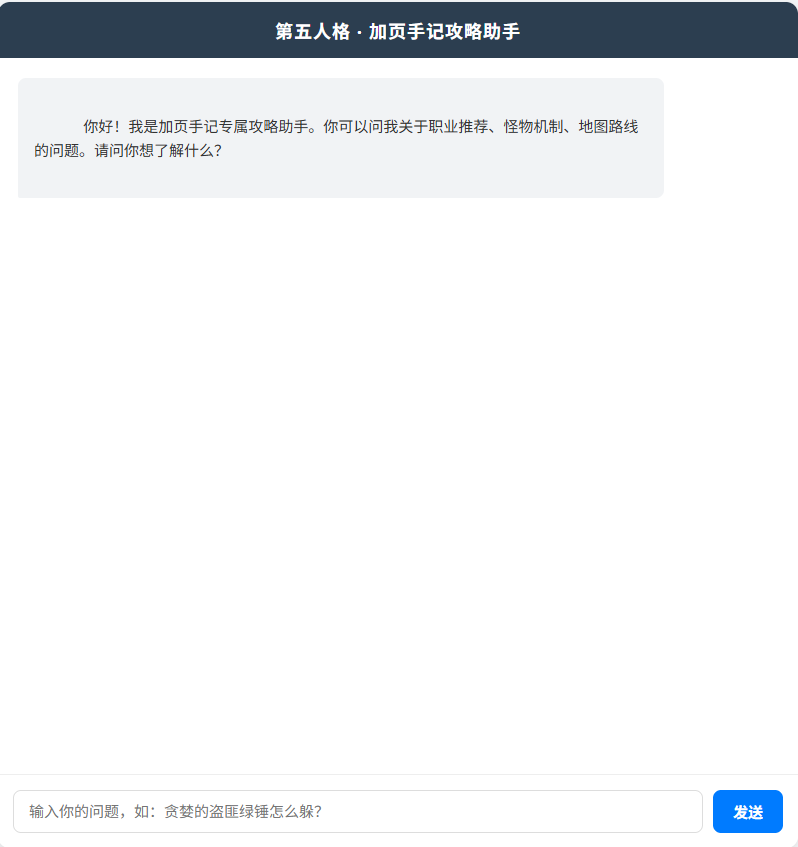 第五人格 · 加页手记攻略助手
你好！我是加页手记专属攻略助手。你可以问我关于职业推荐、怪物机制、地图路线
的问题。请问你想了解什么？
输入你的问题，如：贪婪的盗匪绿锤怎么躲？
发送